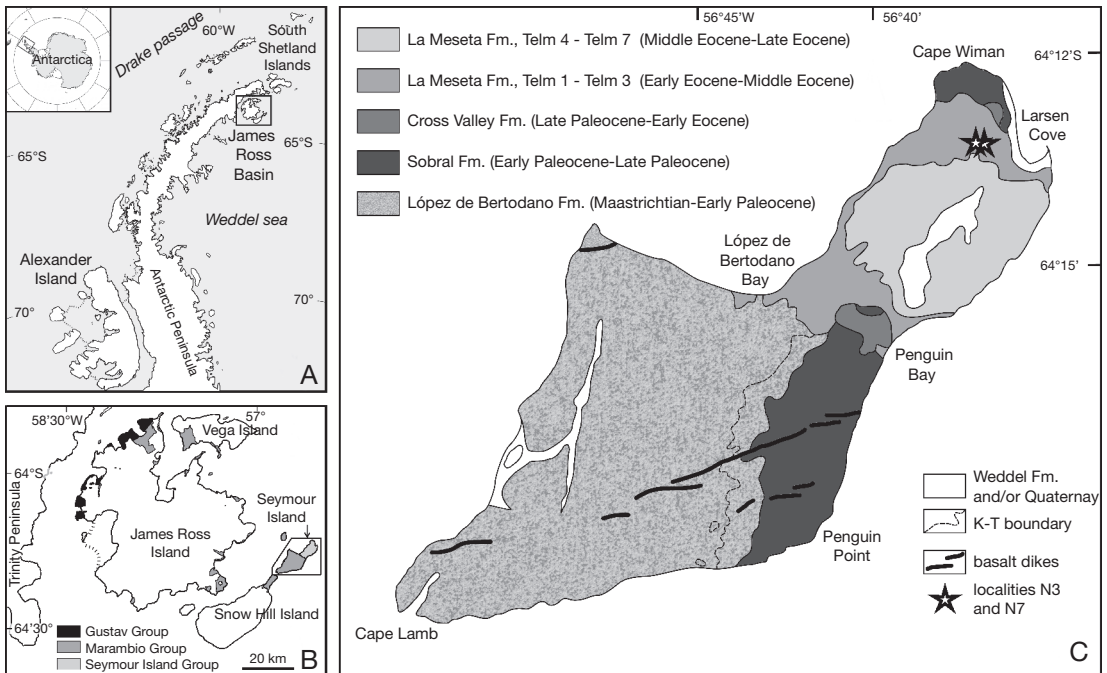 Antarctica
Drake passage
60°W
South
Shetland
Islands
James
Ross
Basin
65°S
65°S
Weddel sea
Alexander
Island
Antarctic Peninsula
70°
70°
A
58°30'W
57°
Vega Island
64°S
Trinity Peninsula
Seymour
Island
James Ross
Island
Snow Hill Island
64°30°
Gustav Group
Marambio Group
Seymour Island Group
20 km
B
56°45'W
56°40'
La Meseta Fm., Telm 4 - Telm 7 (Middle Eocene-Late Eocene)
La Meseta Fm., Telm 1 - Telm 3 (Early Eocene-Middle Eocene)
Cross Valley Fm. (Late Paleocene-Early Eocene)
Sobral Fm. (Early Paleocene-Late Paleocene)
López de Bertodano Fm. (Maastrichtian-Early Paleocene)
Cape Wiman
64°12'S
Larsen
Cove
López de
Bertodano
Bay
64°15'
Penguin
Bay
Penguin
Point
Cape Lamb
Weddel Fm.
and/or Quaternay
K-T boundary
basalt dikes
localities N3
and N7
C